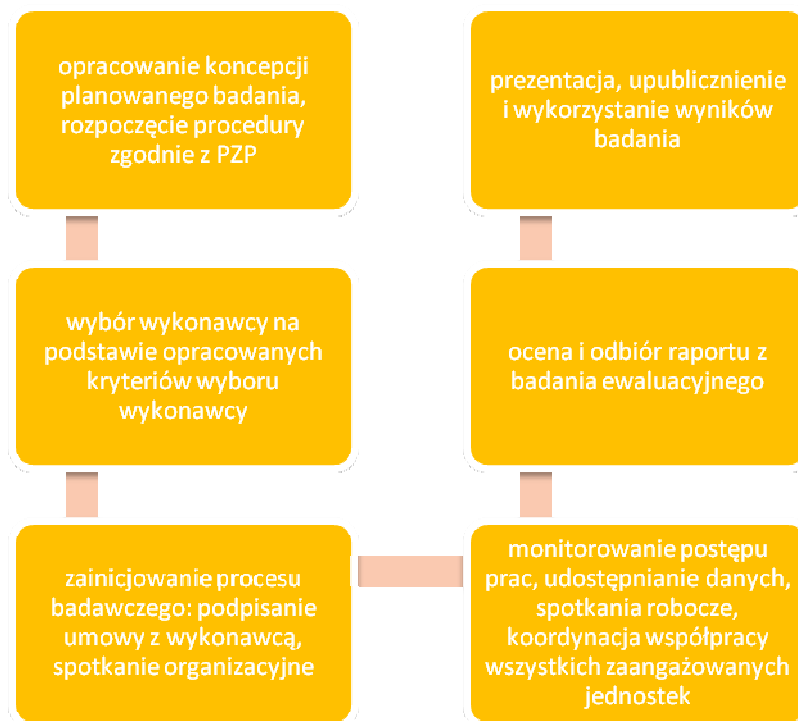 opracowanie koncepcji
planowanego badania,
rozpoczęcie procedury
zgodnie z PZP
wybór wykonawcy na
podstawie opracowanych
kryteriów wyboru
wykonawcy
zainicjowanie procesu
badawczego: podpisanie
umowy z wykonawcą,
spotkanie organizacyjne
monitorowanie postępu
prac, udostępnianie danych,
spotkania robocze,
koordynacja współpracy
wszystkich zaangażowanych
jednostek
ocena i odbiór raportu z
badania ewaluacyjnego
prezentacja, upublicznienie
i wykorzystanie wyników
badania